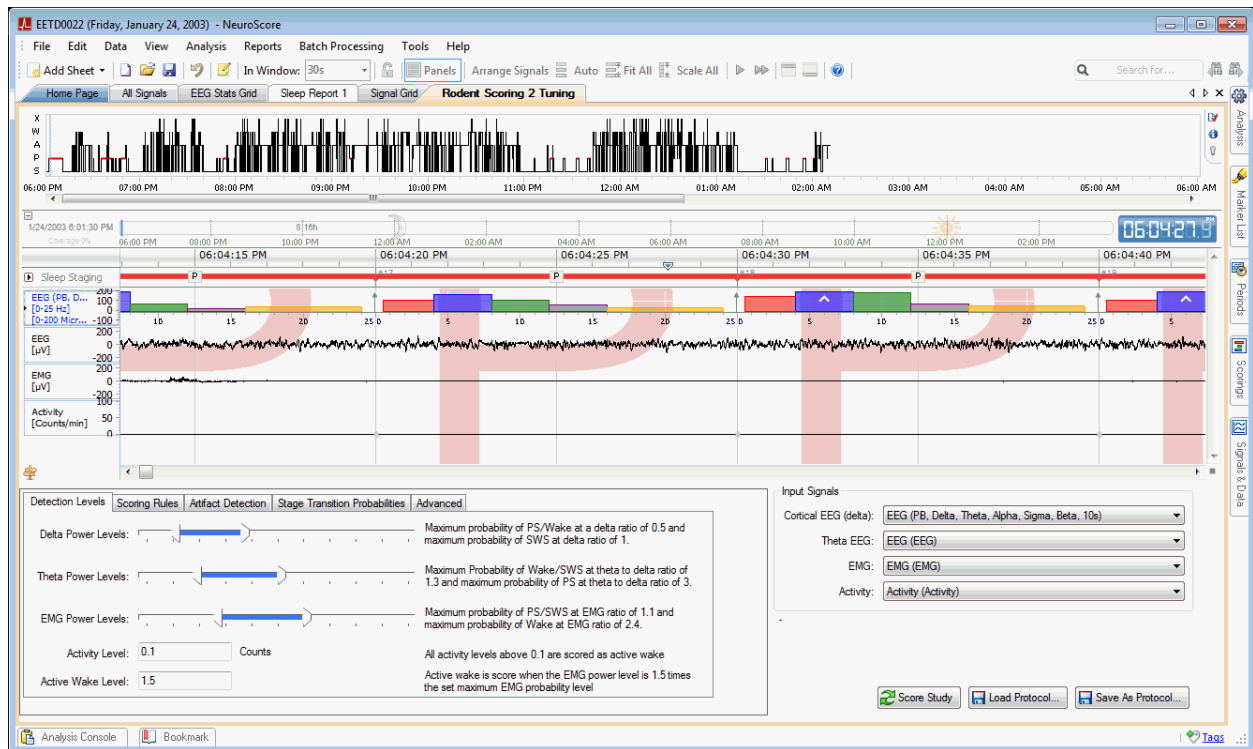 EETD0022 (Friday, January 24, 2003) - NeuroScore
File Edit Data View Analysis Reports Batch Processing Tools Help
Add Sheet In Window: 30s Panels Arrange Signals Auto Fit All Scale All Search for...
Home Page All Signals EEG Stats Grid Sleep Report 1 Signal Grid Rodent Scoring 2 Tuning
X
W
A
P
S
06:00 PM 07:00 PM 08:00 PM 09:00 PM 10:00 PM 11:00 PM 12:00 AM 01:00 AM 02:00 AM 03:00 AM 04:00 AM 05:00 AM 06:00 AM
1/24/2003 6:01:30 PM 8 16h 06:04:27.9 PM
Coverage 0% 06:00 PM 08:00 PM 10:00 PM 12:00 AM 02:00 AM 04:00 AM 06:00 AM 08:00 AM 10:00 AM 12:00 PM 02:00 PM
06:04:15 PM 06:04:20 PM 06:04:25 PM 06:04:30 PM 06:04:35 PM 06:04:40 PM
Sleep Staging P #17 P #18 P #19
EEG (PB, D... 200
[0-25 Hz] 100
0
[0-200 Micr... -100 10 15 20 25 0 5 10 15 20 25 0 5 10 15 20 25 0 5
EEG 200
[µV] 0
-200
EMG 200
[µV] 0
-200
Activity 100
[Counts/min] 50
0
P P P
Detection Levels Scoring Rules Artifact Detection Stage Transition Probabilities Advanced
Delta Power Levels: Maximum probability of PS/Wake at a delta ratio of 0.5 and
maximum probability of SWS at delta ratio of 1.
Theta Power Levels: Maximum Probability of Wake/SWS at theta to delta ratio of
1.3 and maximum probability of PS at theta to delta ratio of 3.
EMG Power Levels: Maximum probability of PS/SWS at EMG ratio of 1.1 and
maximum probability of Wake at EMG ratio of 2.4.
Activity Level: 0.1 Counts All activity levels above 0.1 are scored as active wake
Active Wake Level: 1.5 Active wake is score when the EMG power level is 1.5 times
the set maximum EMG probability level
Input Signals
Cortical EEG (delta): EEG (PB, Delta, Theta, Alpha, Sigma, Beta, 10s)
Theta EEG: EEG (EEG)
EMG: EMG (EMG)
Activity: Activity (Activity)
-
Score Study Load Protocol... Save As Protocol...
Analysis
Marker List
Periods
Scorings
Signals & Data
Analysis Console Bookmark Tags